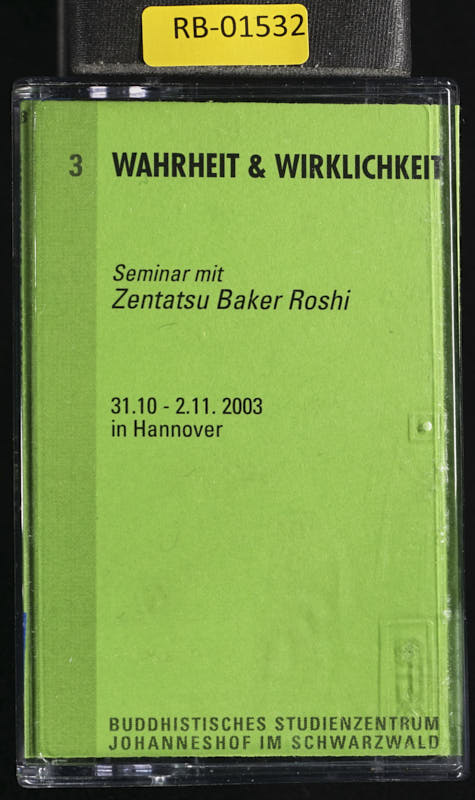 RB-01532
3 WAHRHEIT & WIRKLICHKEIT
Seminar mit
Zentatsu Baker Roshi
31.10 - 2.11. 2003
in Hannover
BUDDHISTISCHES STUDIENZENTRUM
JOHANNESHOF IM SCHWARZWALD